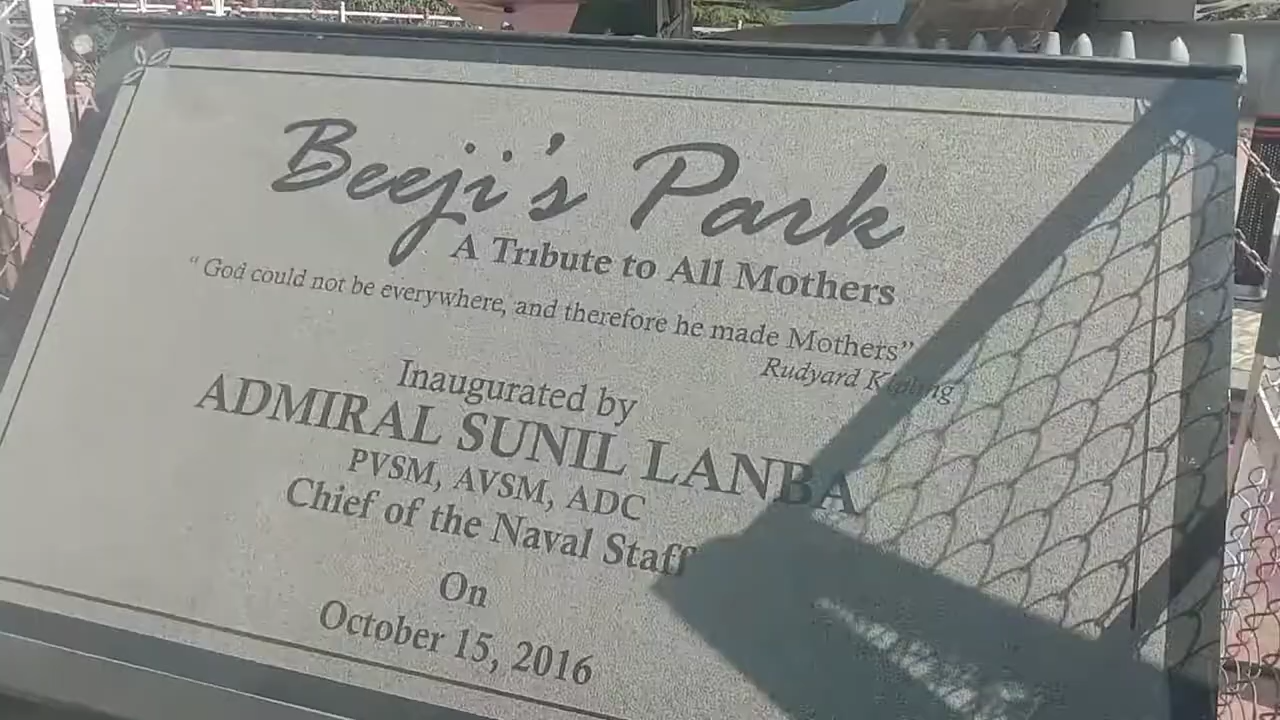 Beeji's Park
A Tribute to All Mothers
“ God could not be everywhere, and therefore he made Mothers”
Rudyard Kipling
Inaugurated by
ADMIRAL SUNIL LANBA
PVSM, AVSM, ADC
Chief of the Naval Staff
On
October 15, 2016